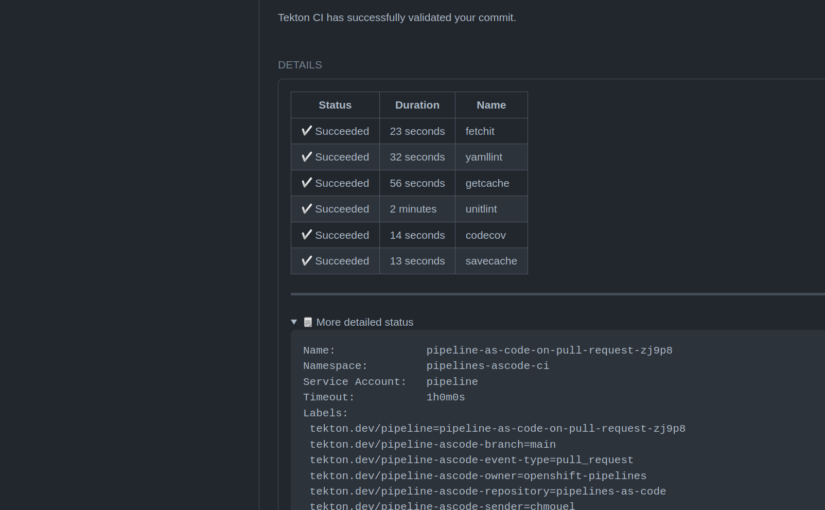 Tekton CI has successfully validated your commit.
DETAILS
Status Duration Name
✔ Succeeded 23 seconds fetchit
✔ Succeeded 32 seconds yamllint
✔ Succeeded 56 seconds getcache
✔ Succeeded 2 minutes unitlint
✔ Succeeded 14 seconds codecov
✔ Succeeded 13 seconds savecache
▼ More detailed status
Name: pipeline-as-code-on-pull-request-zj9p8
Namespace: pipelines-ascode-ci
Service Account: pipeline
Timeout: 1h0m0s
Labels:
tekton.dev/pipeline=pipeline-as-code-on-pull-request-zj9p8
tekton.dev/pipeline-ascode-branch=main
tekton.dev/pipeline-ascode-event-type=pull_request
tekton.dev/pipeline-ascode-owner=openshift-pipelines
tekton.dev/pipeline-ascode-repository=pipelines-as-code
tekton.dev/pipeline-ascode-sender=chmouel